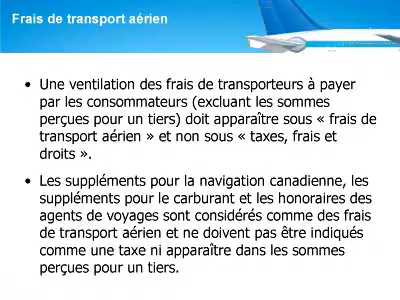 Frais de transport aérien
• Une ventilation des frais de transporteurs à payer
par les consommateurs (excluant les sommes
perçues pour un tiers) doit apparaître sous « frais de
transport aérien » et non sous « taxes, frais et
droits ».
• Les suppléments pour la navigation canadienne, les
suppléments pour le carburant et les honoraires des
agents de voyages sont considérés comme des frais
de transport aérien et ne doivent pas être indiqués
comme une taxe ni apparaître dans les sommes
perçues pour un tiers.